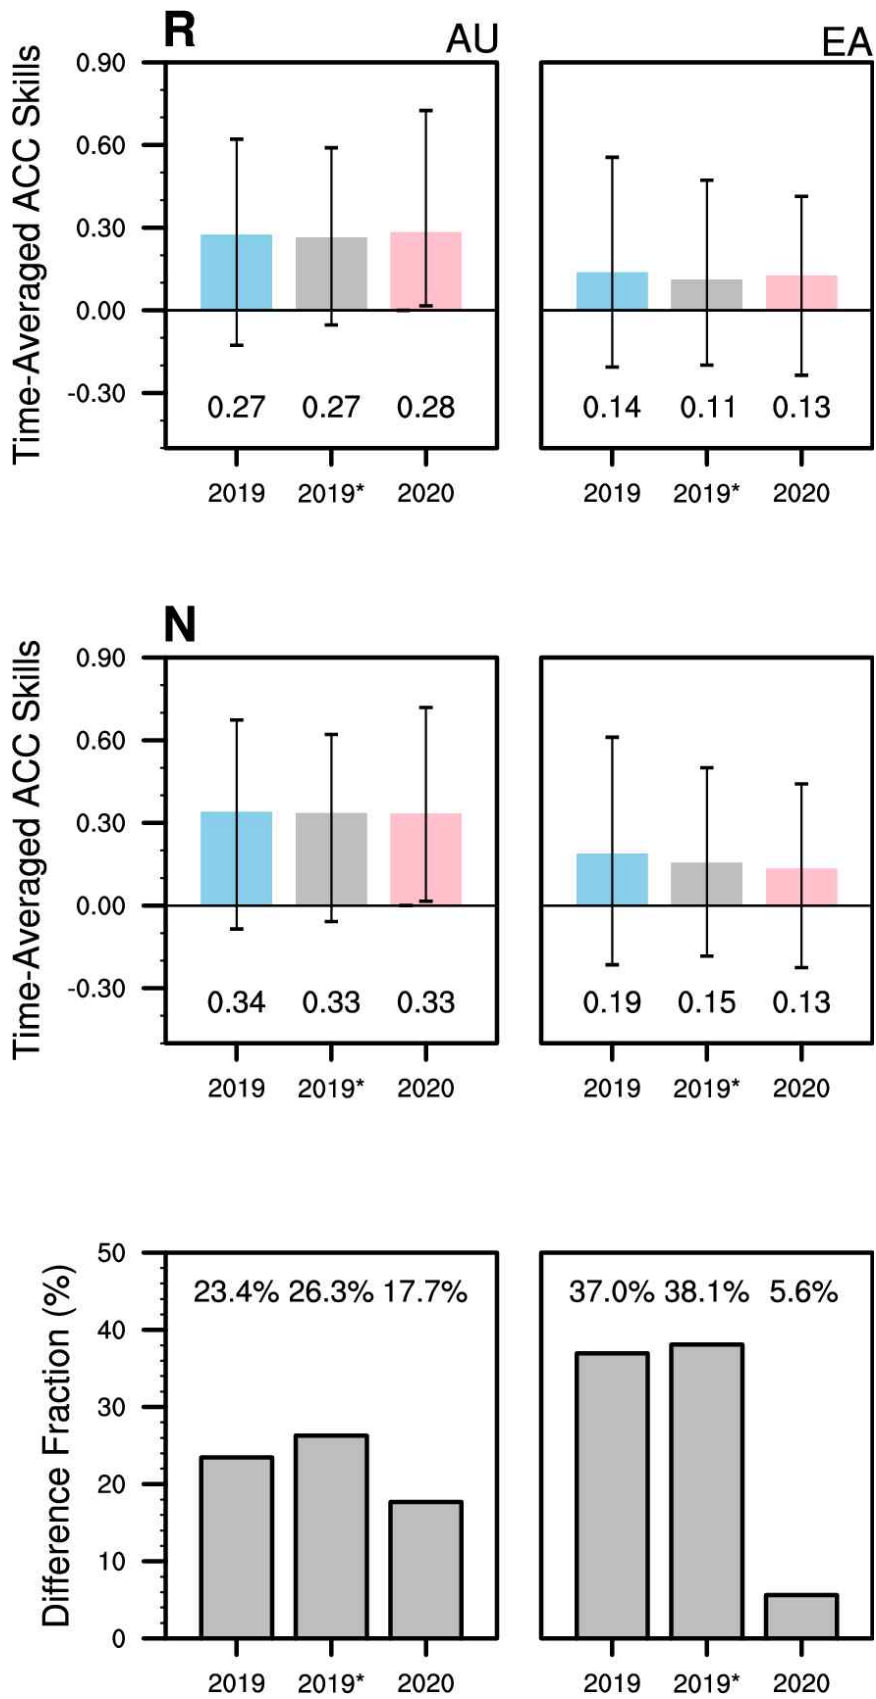 R AU EA
Time-Averaged ACC Skills
0.90
0.60
0.30
0.00
-0.30
0.27 0.27 0.28
0.14 0.11 0.13
2019 2019* 2020
2019 2019* 2020
N
Time-Averaged ACC Skills
0.90
0.60
0.30
0.00
-0.30
0.34 0.33 0.33
0.19 0.15 0.13
2019 2019* 2020
2019 2019* 2020
Difference Fraction (%)
50
40
30
20
10
0
23.4% 26.3% 17.7%
37.0% 38.1% 5.6%
2019 2019* 2020
2019 2019* 2020